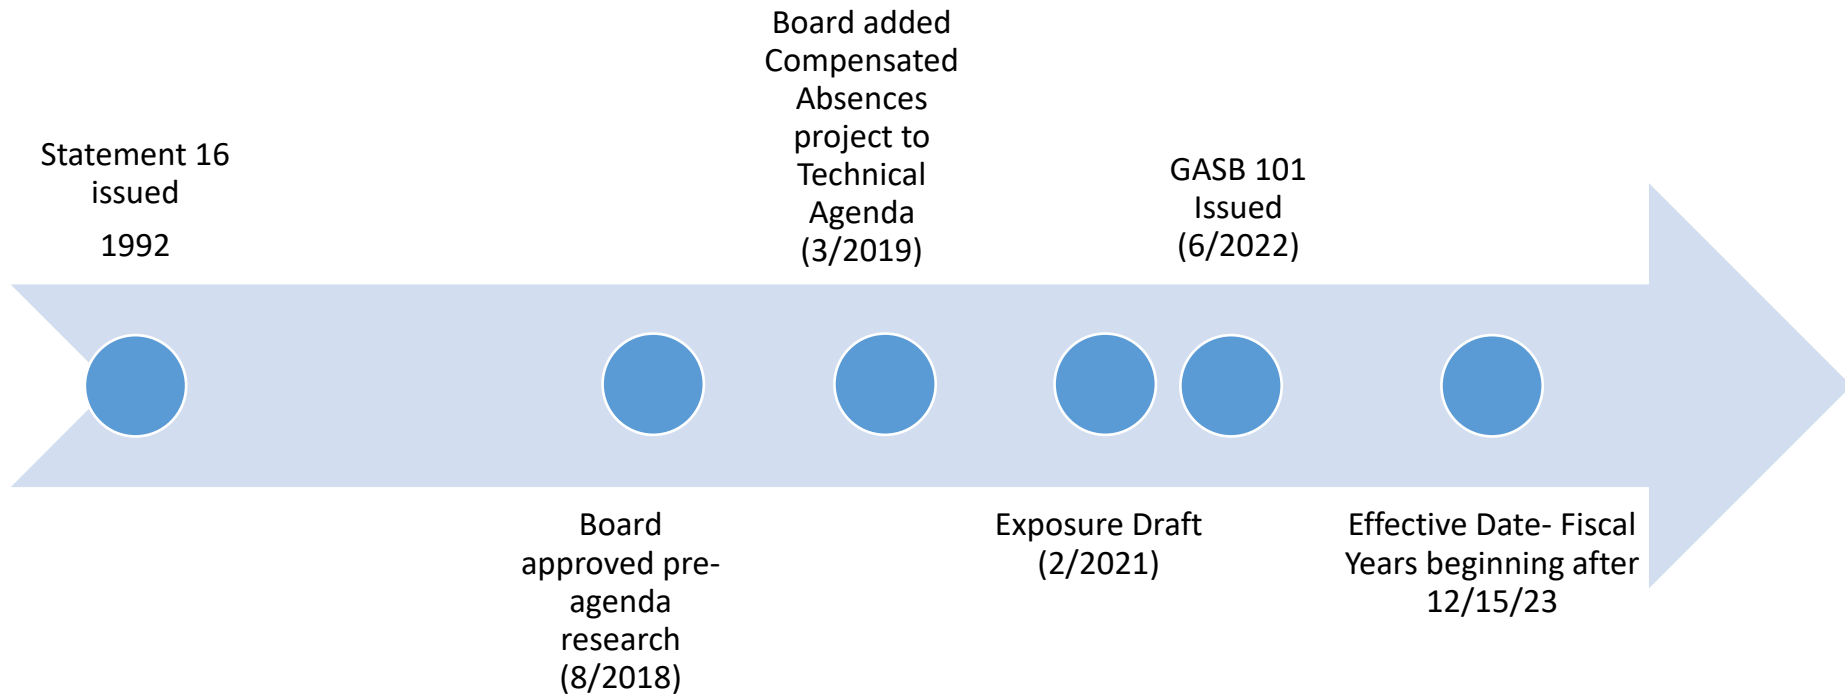 Statement 16
issued
1992
Board
approved pre-
agenda
research
(8/2018)
Board added
Compensated
Absences
project to
Technical
Agenda
(3/2019)
Exposure Draft
(2/2021)
GASB 101
Issued
(6/2022)
Effective Date- Fiscal
Years beginning after
12/15/23